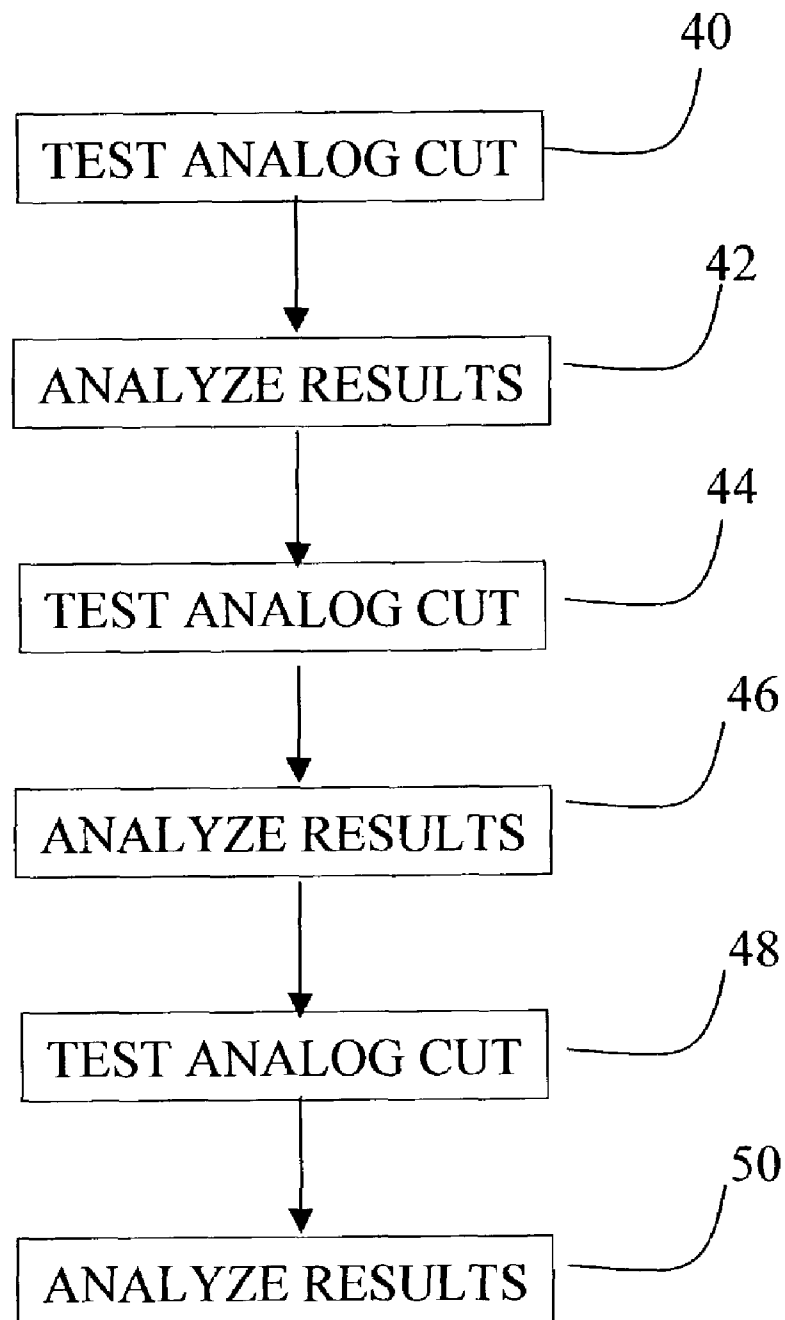 40
TEST ANALOG CUT
42
ANALYZE RESULTS
44
TEST ANALOG CUT
46
ANALYZE RESULTS
48
TEST ANALOG CUT
50
ANALYZE RESULTS